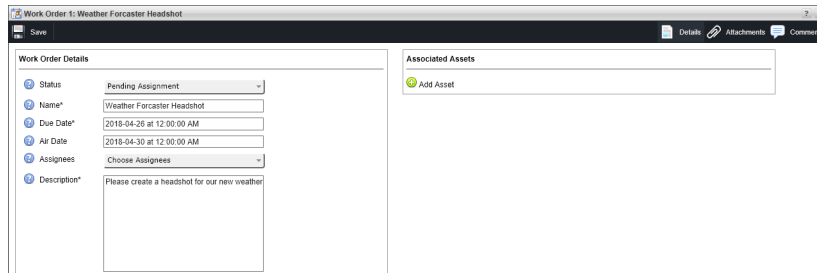 Work Order 1: Weather Forcaster Headshot
?
Save
Details
Attachments
Commen
Work Order Details
Status
Pending Assignment
Name*
Weather Forcaster Headshot
Due Date*
2018-04-26 at 12:00:00 AM
Air Date
2018-04-30 at 12:00:00 AM
Assignees
Choose Assignees
Description*
Please create a headshot for our new weather
Associated Assets
Add Asset